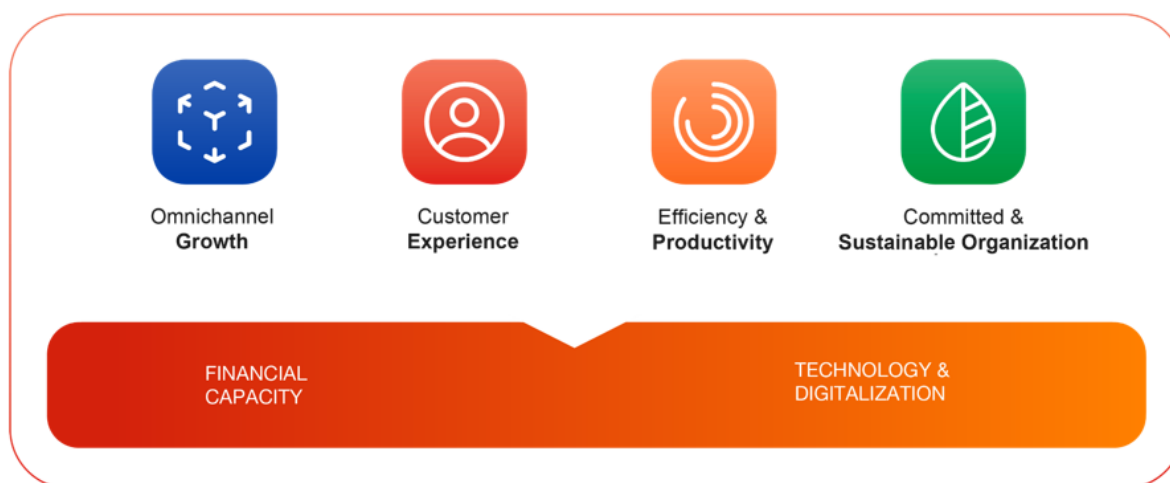 Omnichannel
Growth
Customer
Experience
Efficiency &
Productivity
Committed &
Sustainable Organization
FINANCIAL
CAPACITY
TECHNOLOGY &
DIGITALIZATION